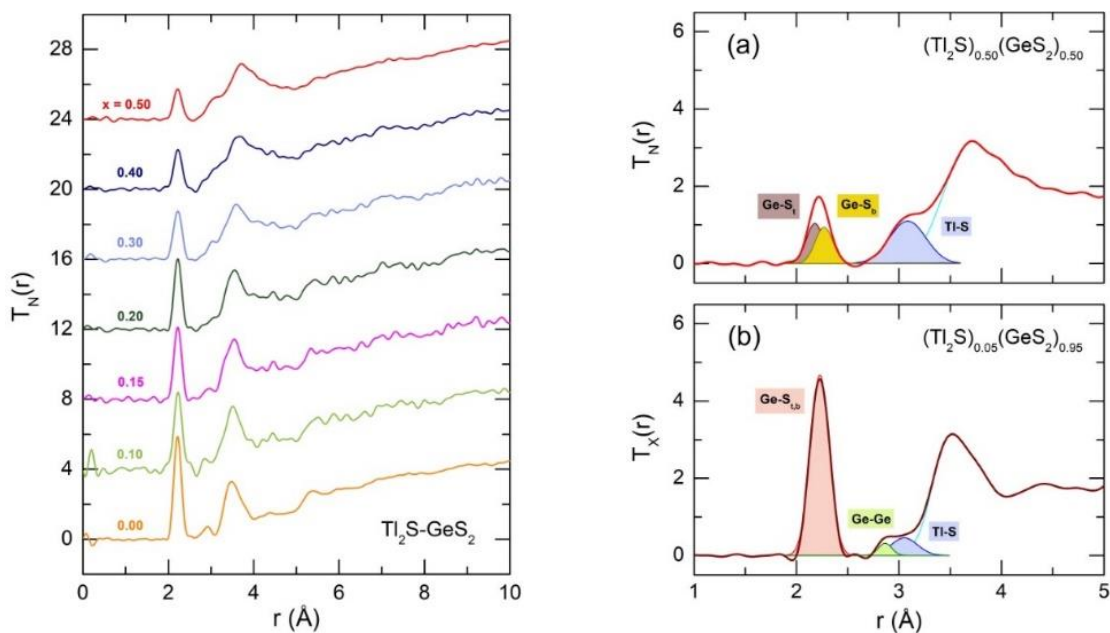 28
24
20
16
12
8
4
0
T_N(r)
x = 0.50
0.40
0.30
0.20
0.15
0.10
0.00
Tl₂S-GeS₂
0 2 4 6 8 10
r (Å)
(a)
(Tl₂S)₀.₅₀(GeS₂)₀.₅₀
6
4
2
0
T_N(r)
Ge-S_t
Ge-S_b
Tl-S
(b)
(Tl₂S)₀.₀₅(GeS₂)₀.₉₅
6
4
2
0
T_X(r)
Ge-S_t,b
Ge-Ge
Tl-S
1 2 3 4 5
r (Å)